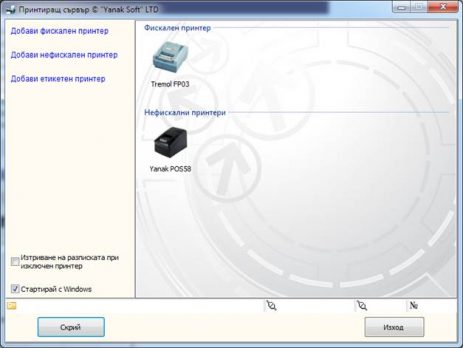 Принтиращ сървър © "Yanak Soft" LTD
Добави фискален принтер
Добави нефискален принтер
Добави етикетен принтер
Фискален принтер
Tremol FP03
Нефискални принтери
Yanak POS58
Изтриване на разписката при
изключен принтер
Стартирай с Windows
№
Скрий
Изход